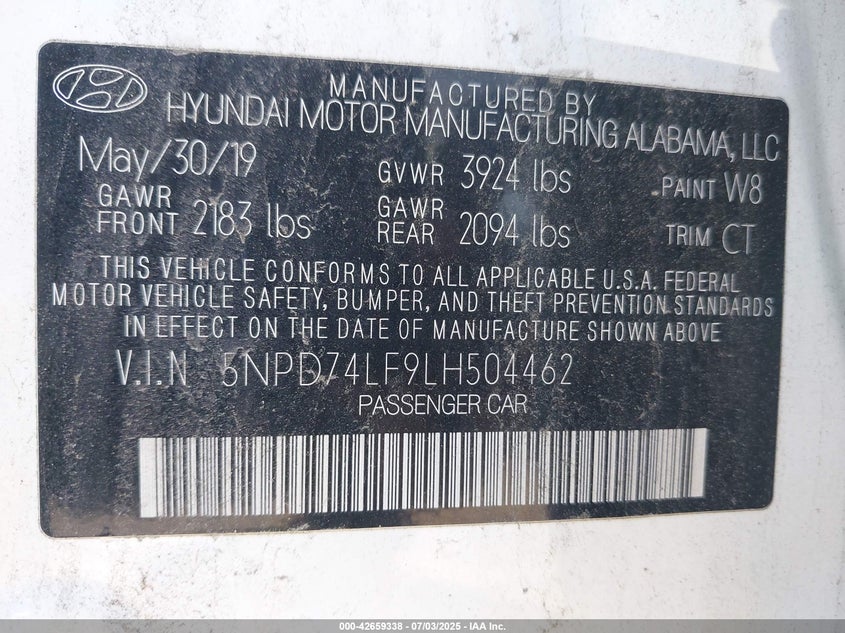 MANUFACTURED BY
HYUNDAI MOTOR MANUFACTURING ALABAMA, LLC
May/30/19 GVWR 3924 lbs PAINT W8
GAWR FRONT 2183 lbs GAWR REAR 2094 lbs TRIM CT
THIS VEHICLE CONFORMS TO ALL APPLICABLE U.S.A. FEDERAL
MOTOR VEHICLE SAFETY, BUMPER, AND THEFT PREVENTION STANDARDS
IN EFFECT ON THE DATE OF MANUFACTURE SHOWN ABOVE
V.I.N 5NPD74LF9LH504462
PASSENGER CAR
000-42659338 - 07/03/2025 - IAA Inc.